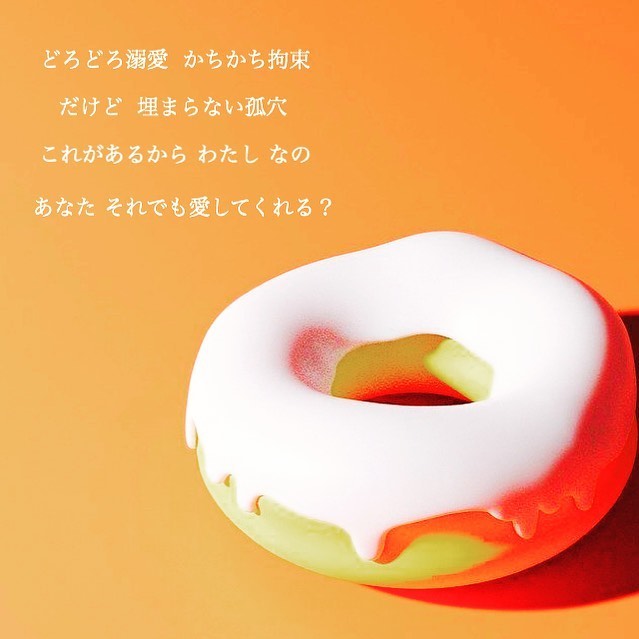 どろどろ溺愛 かちかち拘束
だけど 埋まらない孤穴
これがあるから わたし なの
あなた それでも愛してくれる？